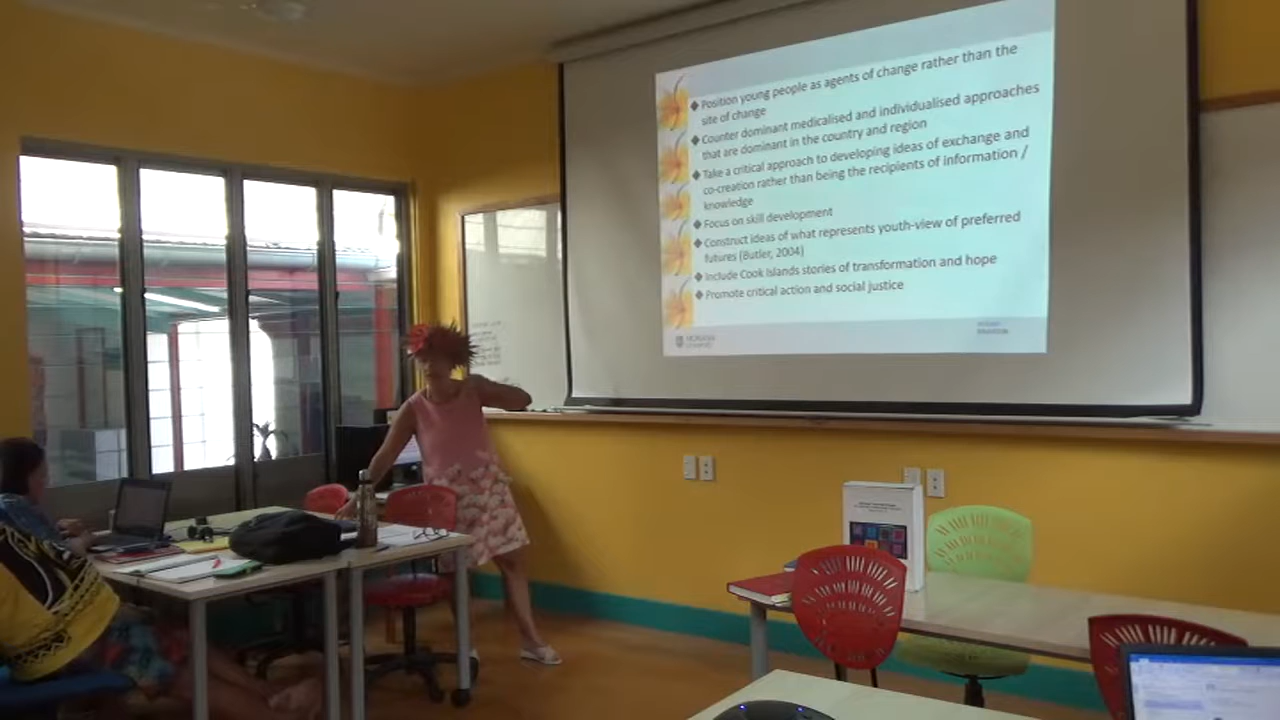 ◆ Position young people as agents of change rather than the
site of change
◆ Counter dominant medicalised and individualised approaches
that are dominant in the country and region
◆ Take a critical approach to developing ideas of exchange and
co-creation rather than being the recipients of information /
knowledge
◆ Focus on skill development
◆ Construct ideas of what represents youth-view of preferred
futures (Butler, 2004)
◆ Include Cook Islands stories of transformation and hope
◆ Promote critical action and social justice